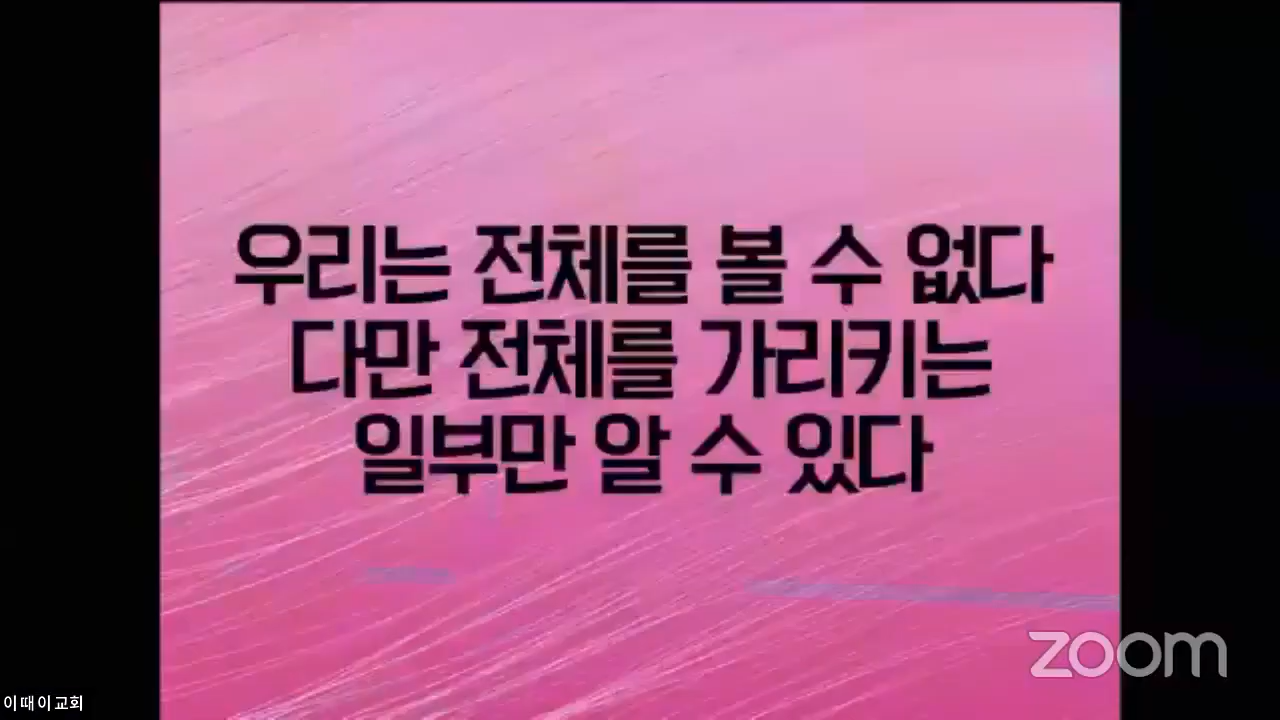 우리는 전체를 볼 수 없다
다만 전체를 가리키는
일부만 알 수 있다
zoom
이때이교회